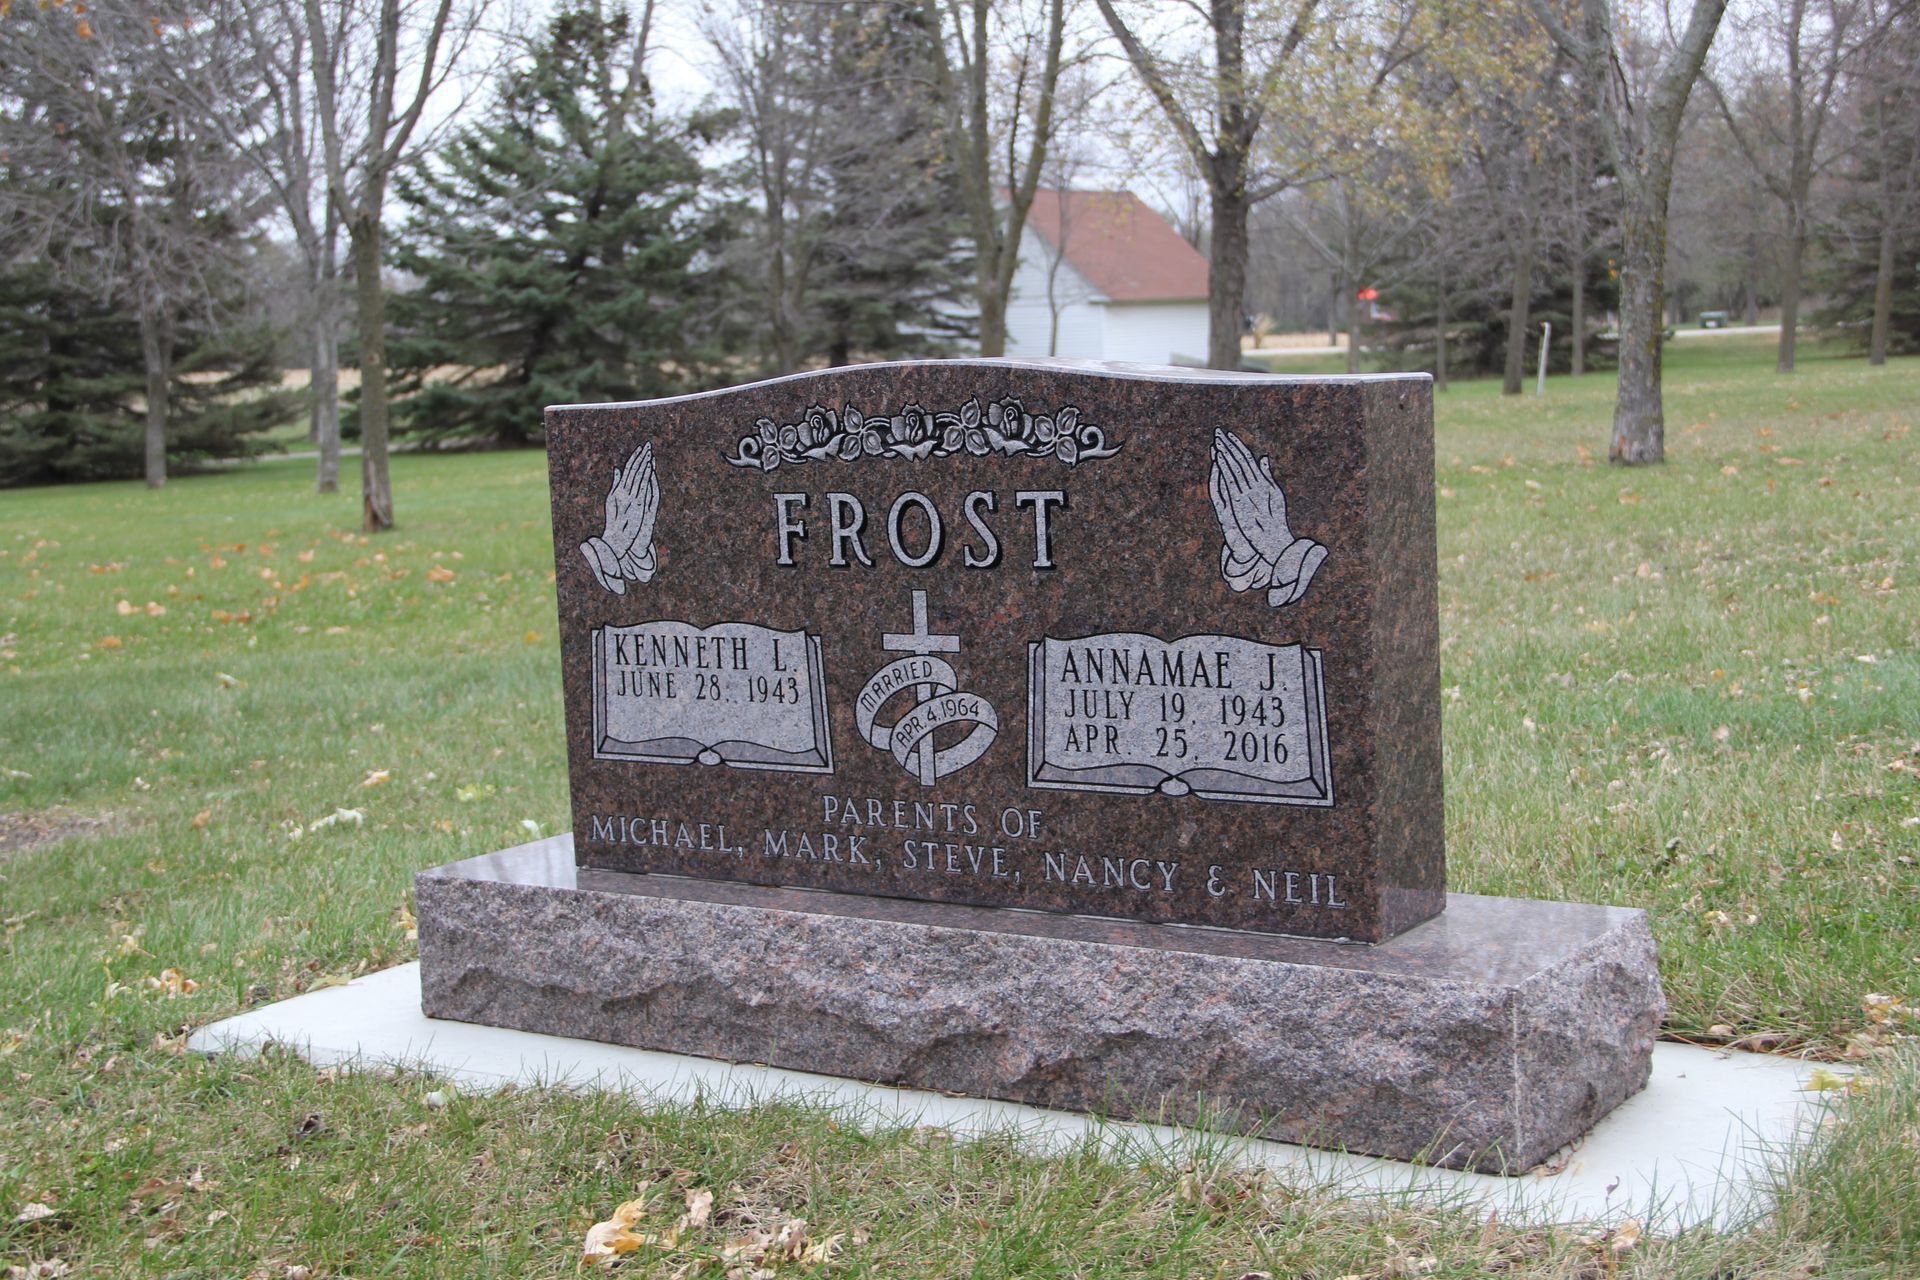 FROST
KENNETH L.
JUNE 28, 1943
MARRIED
APR. 4, 1964
ANNAMAE J.
JULY 19, 1943
APR. 25, 2016
PARENTS OF
MICHAEL, MARK, STEVE, NANCY & NEIL